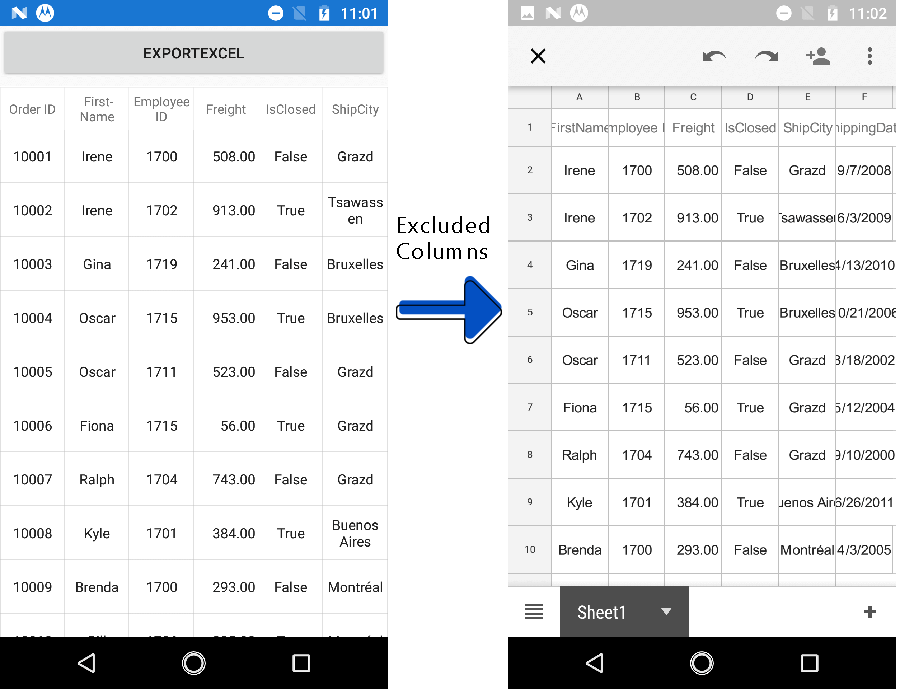 11:01
EXPORTEXCEL
Order ID First-Name Employee ID Freight IsClosed ShipCity
10001 Irene 1700 508.00 False Grazd
10002 Irene 1702 913.00 True Tsawassen
10003 Gina 1719 241.00 False Bruxelles
10004 Oscar 1715 953.00 True Bruxelles
10005 Oscar 1711 523.00 False Grazd
10006 Fiona 1715 56.00 True Grazd
10007 Ralph 1704 743.00 False Grazd
10008 Kyle 1701 384.00 True Buenos Aires
10009 Brenda 1700 293.00 False Montréal
Excluded
Columns
11:02
A B C D E F
1 FirstName mployee I Freight IsClosed ShipCity hippingDat
2 Irene 1700 508.00 False Grazd 9/7/2008
3 Irene 1702 913.00 True Tsawasse 6/3/2009
4 Gina 1719 241.00 False Bruxelles 4/13/2010
5 Oscar 1715 953.00 True Bruxelles 0/21/2006
6 Oscar 1711 523.00 False Grazd 3/18/2002
7 Fiona 1715 56.00 True Grazd 5/12/2004
8 Ralph 1704 743.00 False Grazd 9/10/2000
9 Kyle 1701 384.00 True uenos Air 6/26/2011
10 Brenda 1700 293.00 False Montréal 4/3/2005
Sheet1